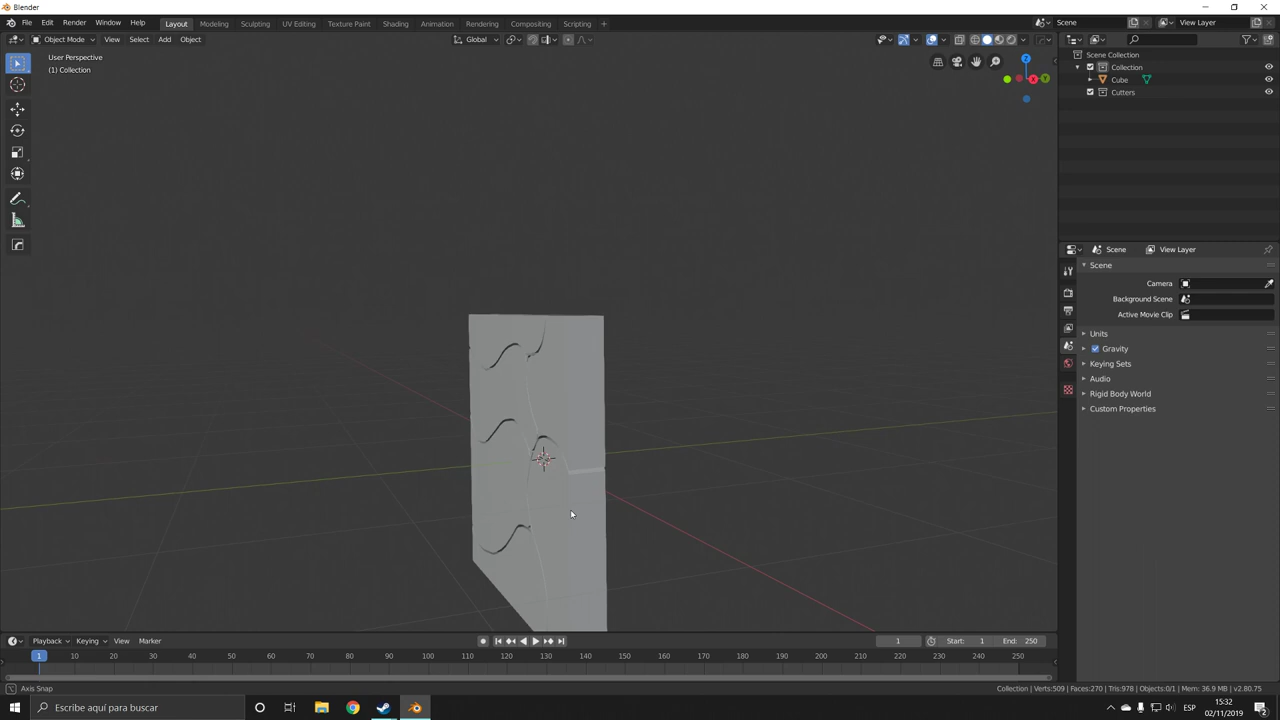 Blender
File Edit Render Window Help Layout Modeling Sculpting UV Editing Texture Paint Shading Animation Rendering Compositing Scripting + Scene View Layer
Object Mode View Select Add Object Global
User Perspective
(1) Collection
Z
X
Y
Scene Collection
Collection
Cube
Cutters
Scene View Layer
Scene
Camera
Background Scene
Active Movie Clip
Units
Gravity
Keying Sets
Audio
Rigid Body World
Custom Properties
Playback Keying View Marker 1 Start: 1 End: 250
1 10 20 30 40 50 60 70 80 90 100 110 120 130 140 150 160 170 180 190 200 210 220 230 240 250
Axis Snap Collection | Verts:509 | Faces:270 | Tris:978 | Objects:0/1 | Mem: 36.9 MB | v2.80.75
Escribe aquí para buscar ESP 15:32
02/11/2019 2